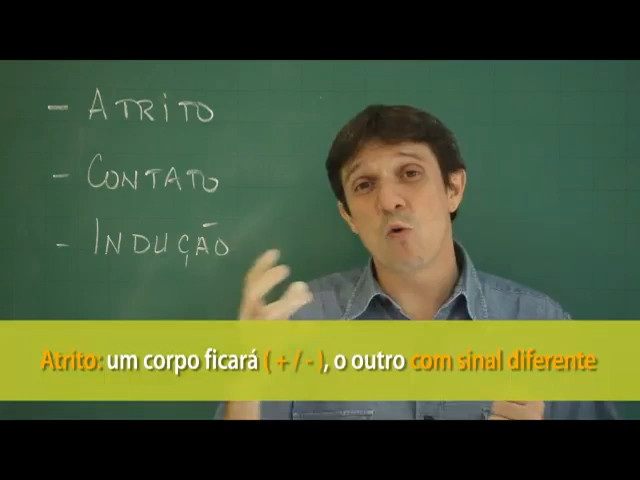 - ATRITO
- CONTATO
- INDUÇÃO
Atrito: um corpo ficará ( + / - ), o outro com sinal diferente